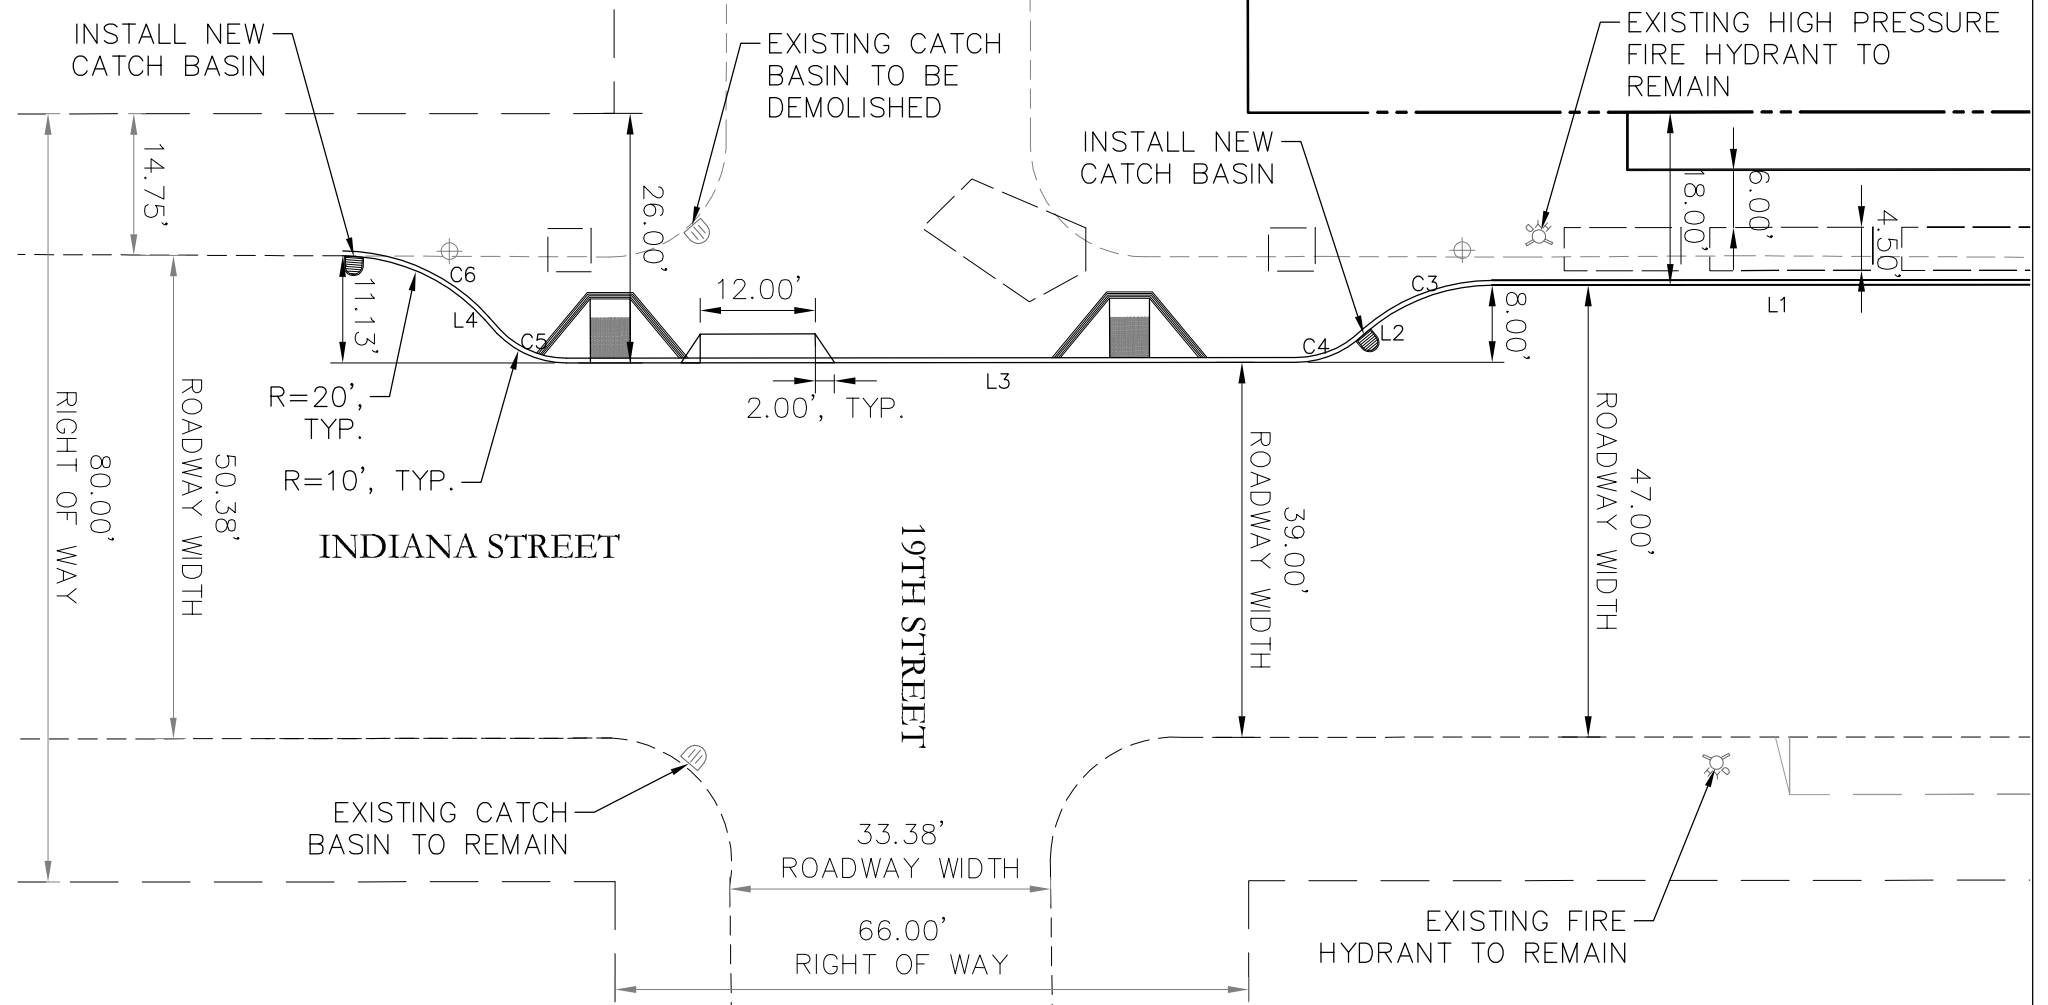 INSTALL NEW
CATCH BASIN
EXISTING CATCH
BASIN TO BE
DEMOLISHED
EXISTING HIGH PRESSURE
FIRE HYDRANT TO
REMAIN
INSTALL NEW
CATCH BASIN
14.75'
26.00'
18.00'
6.00'
4.50'
C6
L4
11.13'
C5
12.00'
2.00', TYP.
L3
C4
L2
C3
8.00'
L1
R=20',
TYP.
R=10', TYP.
80.00'
RIGHT OF WAY
50.38'
ROADWAY WIDTH
INDIANA STREET
19TH STREET
39.00'
ROADWAY WIDTH
47.00'
ROADWAY WIDTH
EXISTING CATCH
BASIN TO REMAIN
33.38'
ROADWAY WIDTH
66.00'
RIGHT OF WAY
EXISTING FIRE
HYDRANT TO REMAIN